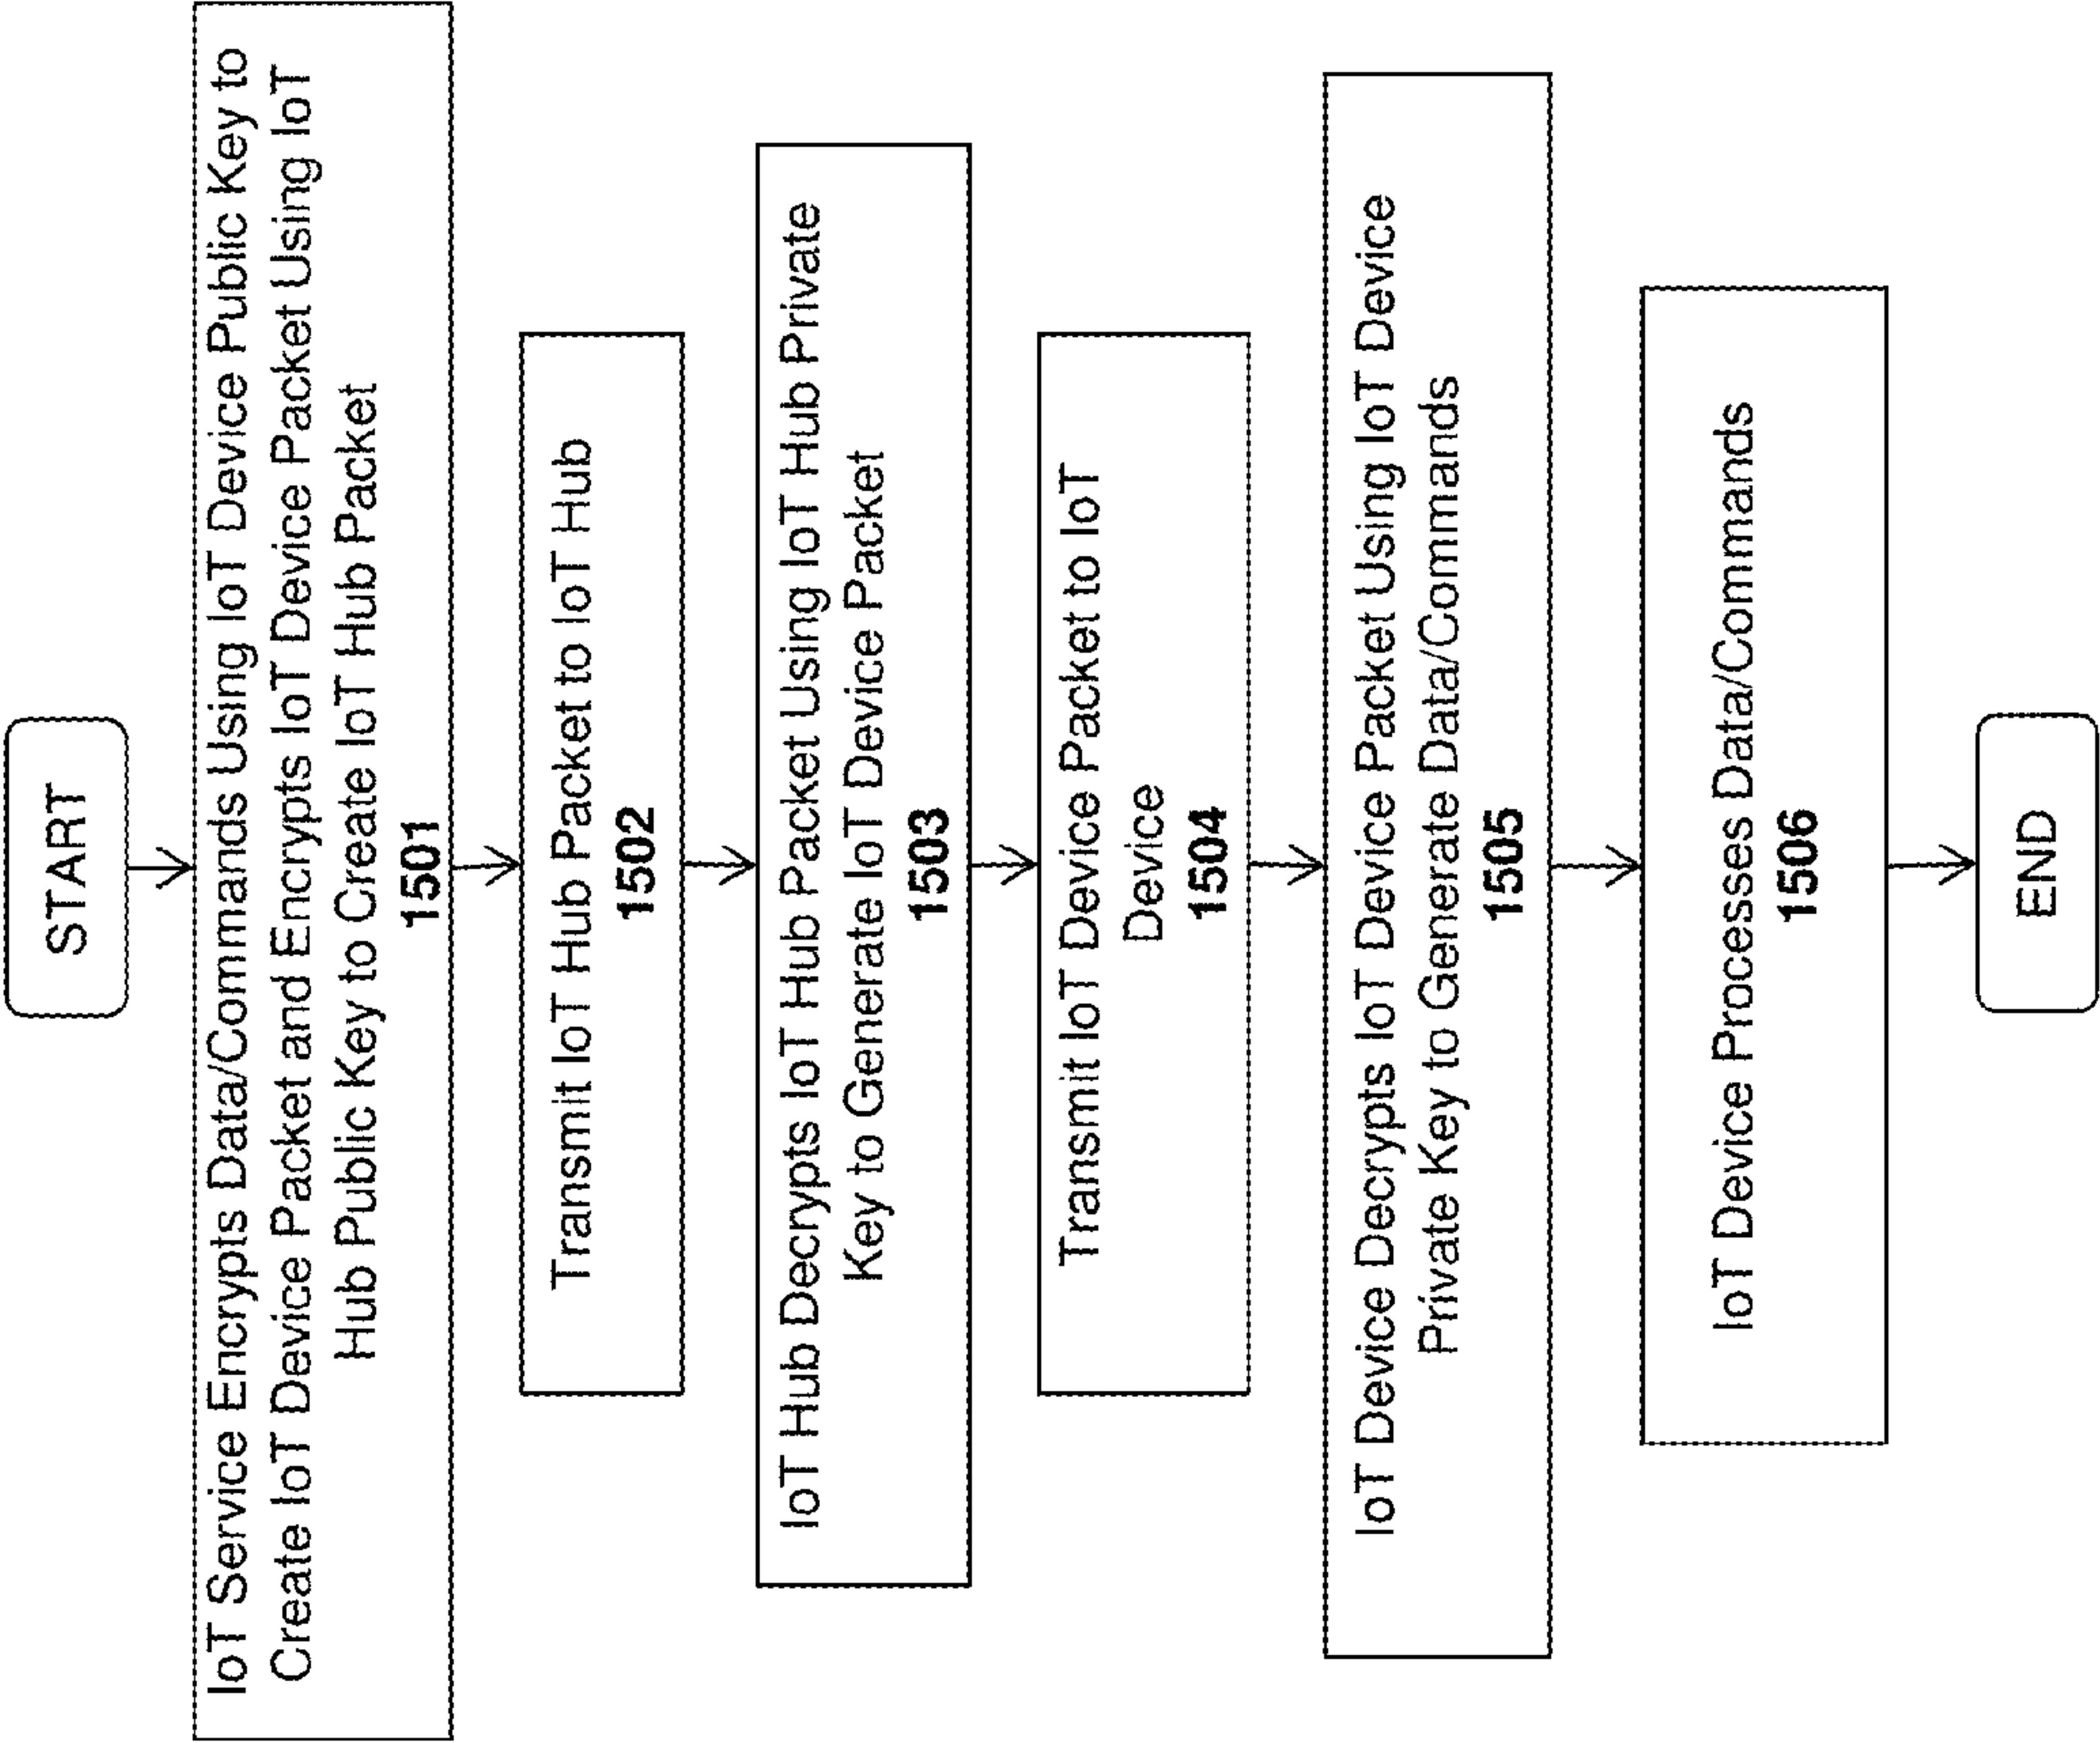 START
IoT Service Encrypts Data/Commands Using IoT Device Public Key to
Create IoT Device Packet and Encrypts IoT Device Packet Using IoT
Hub Public Key to Create IoT Hub Packet
1501
Transmit IoT Hub Packet to IoT Hub
1502
IoT Hub Decrypts IoT Hub Packet Using IoT Hub Private
Key to Generate IoT Device Packet
1503
Transmit IoT Device Packet to IoT
Device
1504
IoT Device Decrypts IoT Device Packet Using IoT Device
Private Key to Generate Data/Commands
1505
IoT Device Processes Data/Commands
1506
END